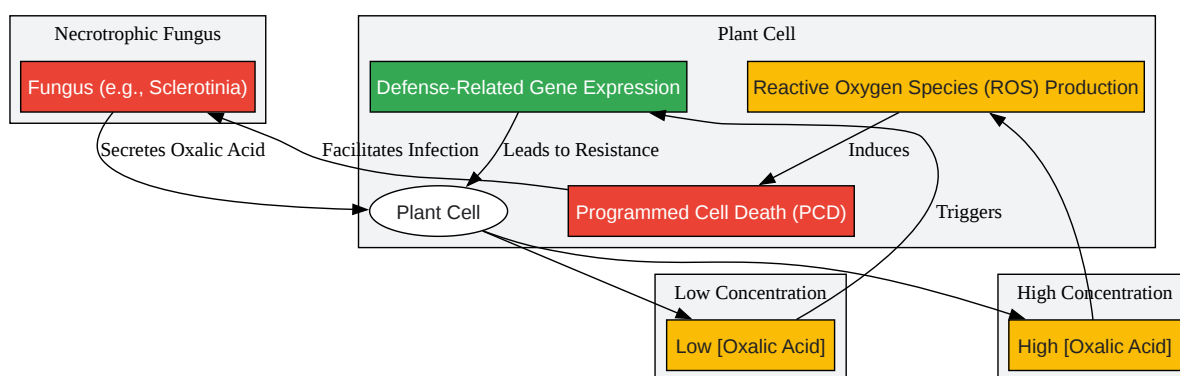 Necrotrophic Fungus
Plant Cell
Fungus (e.g., Sclerotinia)
Defense-Related Gene Expression
Reactive Oxygen Species (ROS) Production
Secretes Oxalic Acid
Facilitates Infection
Leads to Resistance
Induces
Plant Cell
Programmed Cell Death (PCD)
Triggers
Low Concentration
High Concentration
Low [Oxalic Acid]
High [Oxalic Acid]